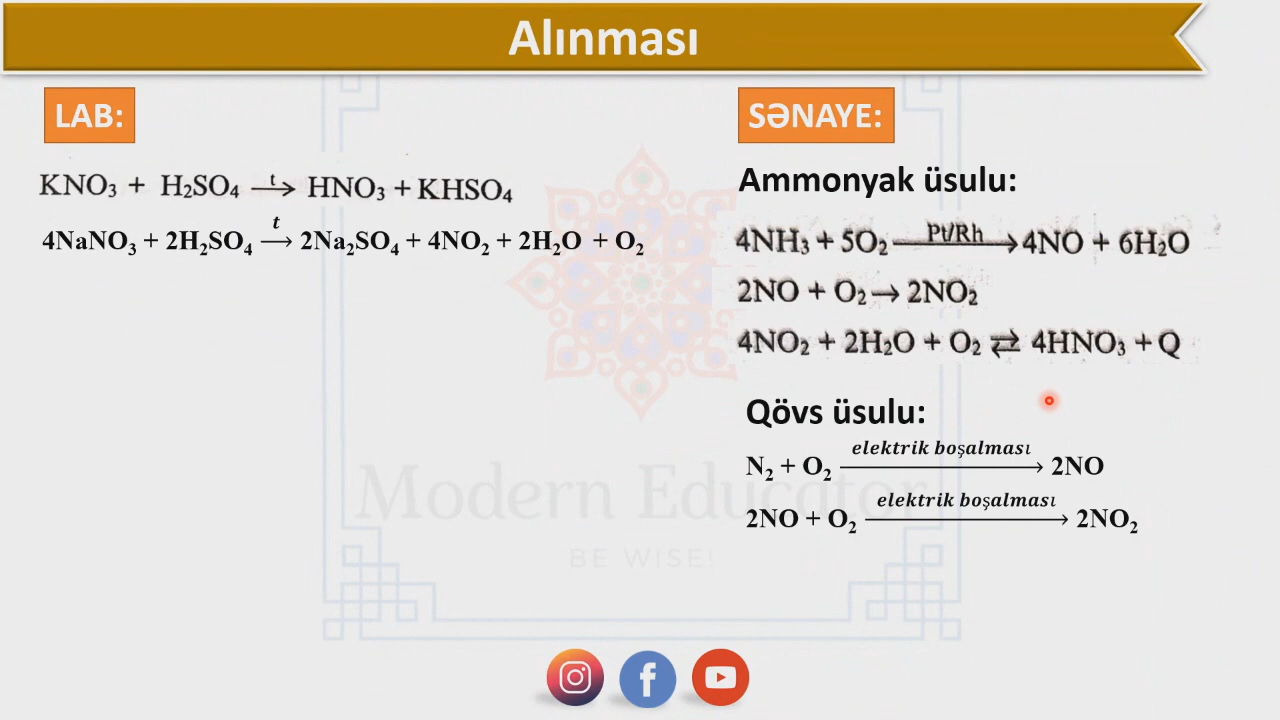 Alınması
LAB:
KNO₃ + H₂SO₄ —t→ HNO₃ + KHSO₄
4NaNO₃ + 2H₂SO₄ —t→ 2Na₂SO₄ + 4NO₂ + 2H₂O + O₂
SƏNAYE:
Ammonyak üsulu:
4NH₃ + 5O₂ —Pt/Rh→ 4NO + 6H₂O
2NO + O₂ → 2NO₂
4NO₂ + 2H₂O + O₂ ⇄ 4HNO₃ + Q
Qövs üsulu:
N₂ + O₂ —elektrik boşalması→ 2NO
2NO + O₂ —elektrik boşalması→ 2NO₂
Modern Educator
BE WISE!